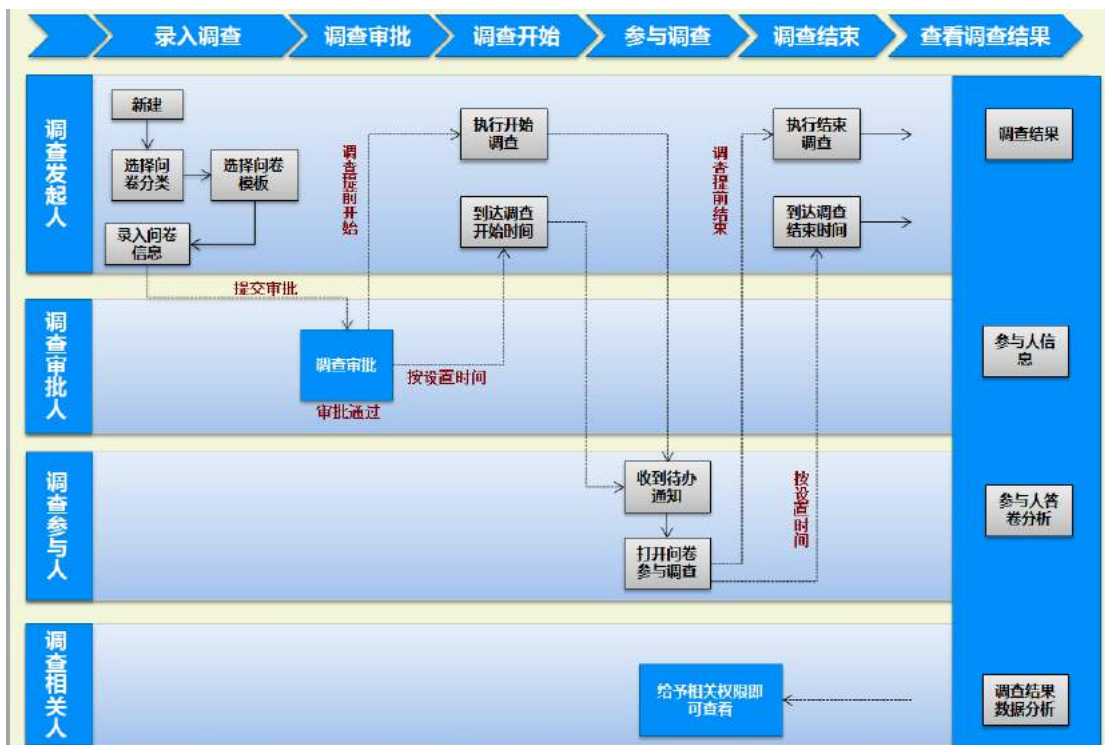 录入调查
调查审批
调查开始
参与调查
调查结束
查看调查结果
调查发起人
新建
选择问
卷分类
选择问卷
模板
录入问卷
信息
调查提前开始
执行开始
调查
到达调查
开始时间
调查提前结束
执行结束
调查
到达调查
结束时间
调查结果
提交审批
调查审批人
调查审批
审批通过
按设置时间
参与人信
息
调查参与人
收到待办
通知
打开问卷
参与调查
按设置时间
参与人答
卷分析
调查相关人
给予相关权限即
可查看
调查结果
数据分析